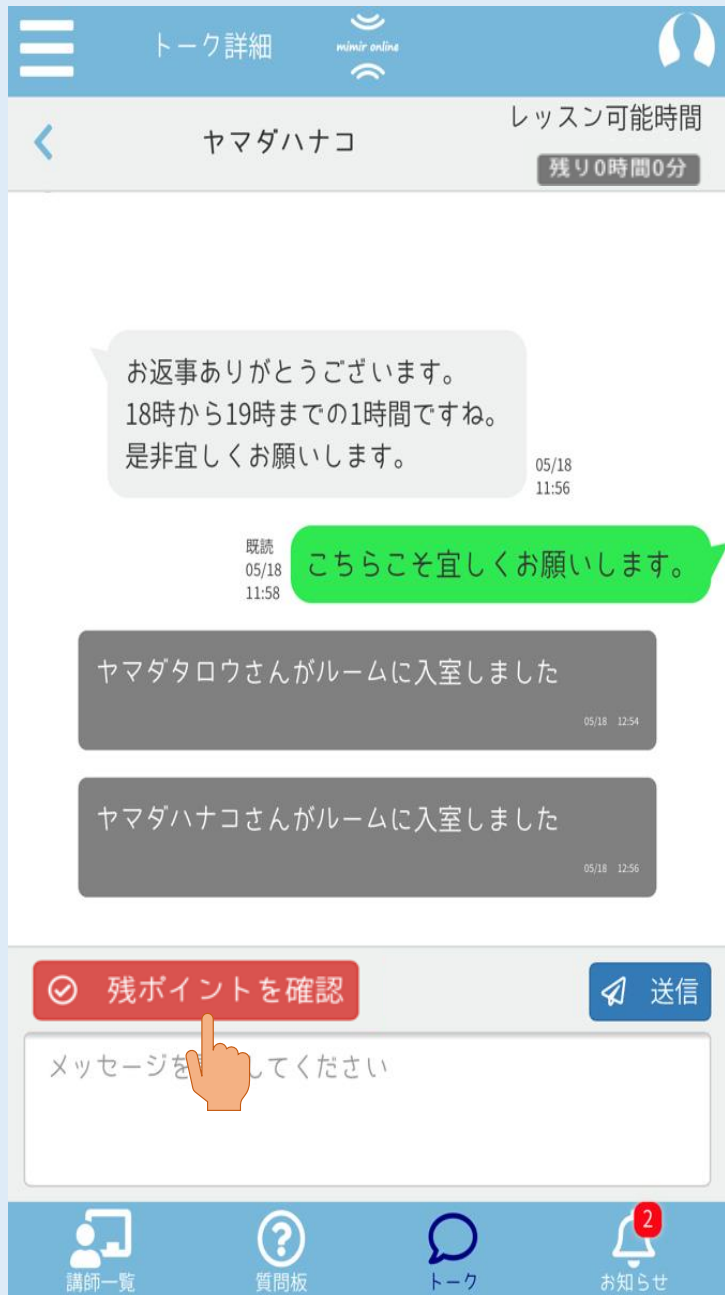 トーク詳細
mimir online
ヤマダハナコ
レッスン可能時間
残り0時間0分
お返事ありがとうございます。
18時から19時までの1時間ですね。
是非宜しくお願いします。
05/18
11:56
既読
05/18
11:58
こちらこそ宜しくお願いします。
ヤマダタロウさんがルームに入室しました
05/18 12:54
ヤマダハナコさんがルームに入室しました
05/18 12:56
残ポイントを確認
送信
メッセージを してください
講師一覧
質問板
トーク
2
お知らせ